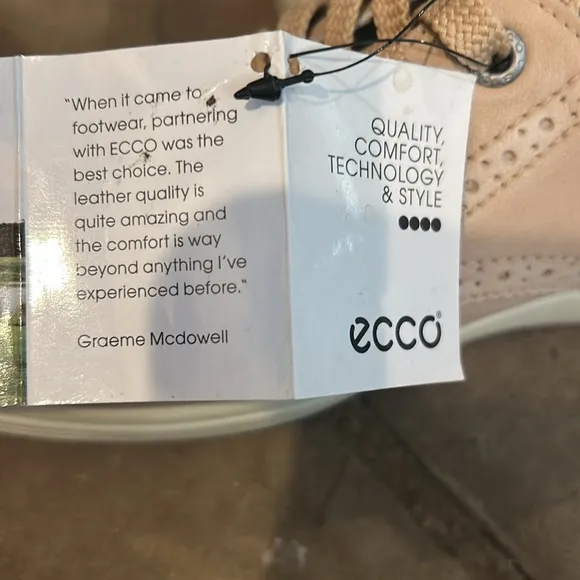 "When it came to
footwear, partnering
with ECCO was the
best choice. The
leather quality is
quite amazing and
the comfort is way
beyond anything I've
experienced before."
Graeme Mcdowell
QUALITY,
COMFORT,
TECHNOLOGY
& STYLE
ecco®